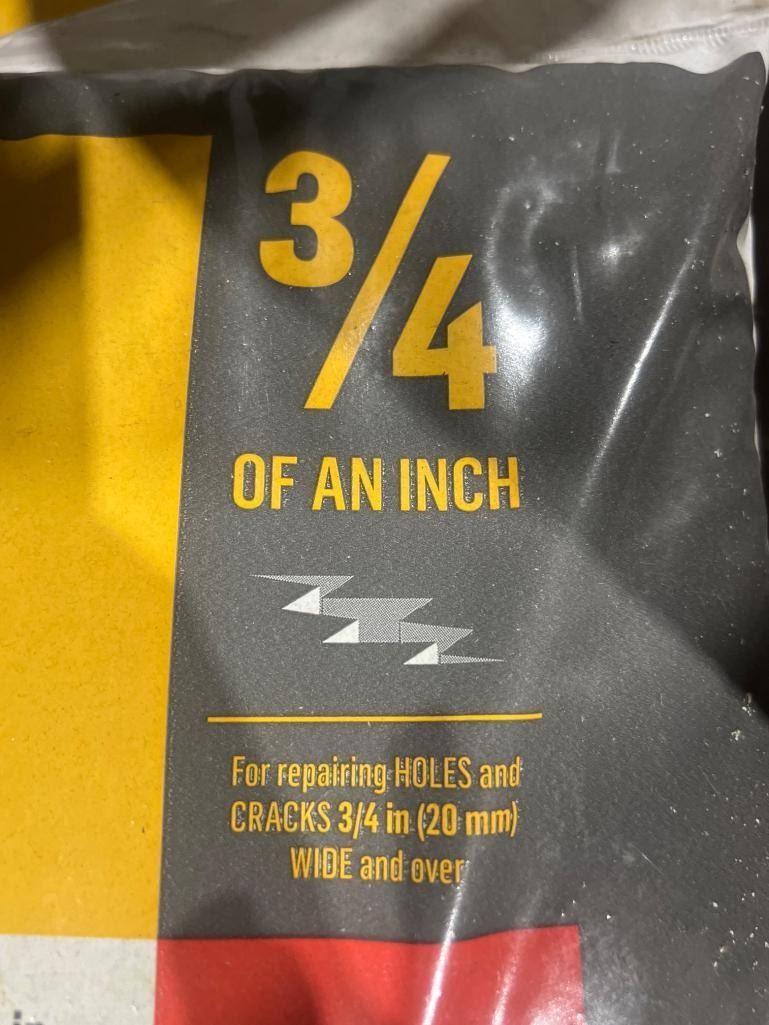 3/4
OF AN INCH
For repairing HOLES and
CRACKS 3/4 in (20 mm)
WIDE and over